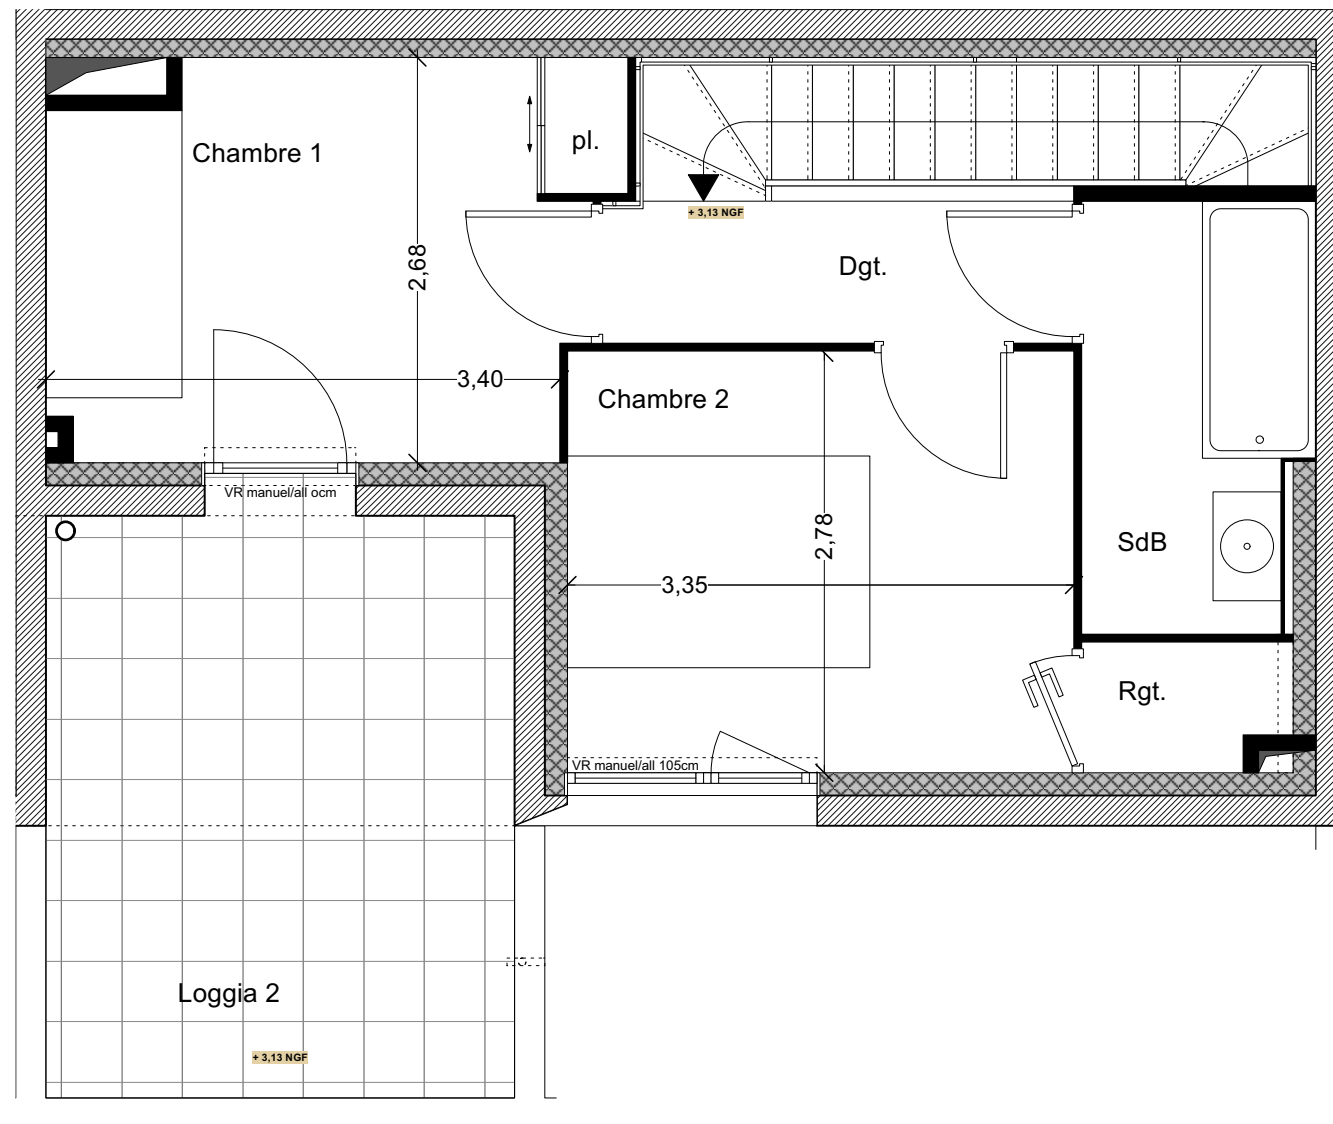 Chambre 1
pl.
+ 3,13 NGF
2,68
Dgt.
3,40
Chambre 2
VR manuel/all ocm
2,78
SdB
3,35
Rgt.
VR manuel/all 105cm
Loggia 2
+ 3,13 NGF